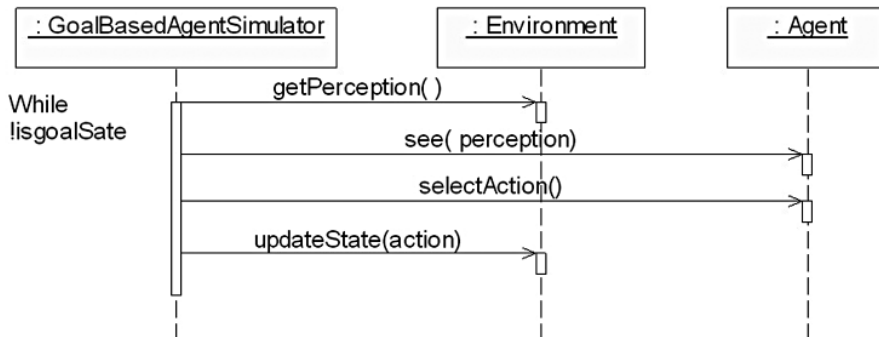 : GoalBasedAgentSimulator
: Environment
: Agent
While
!isgoalSate
getPerception( )
see( perception)
selectAction()
updateState(action)